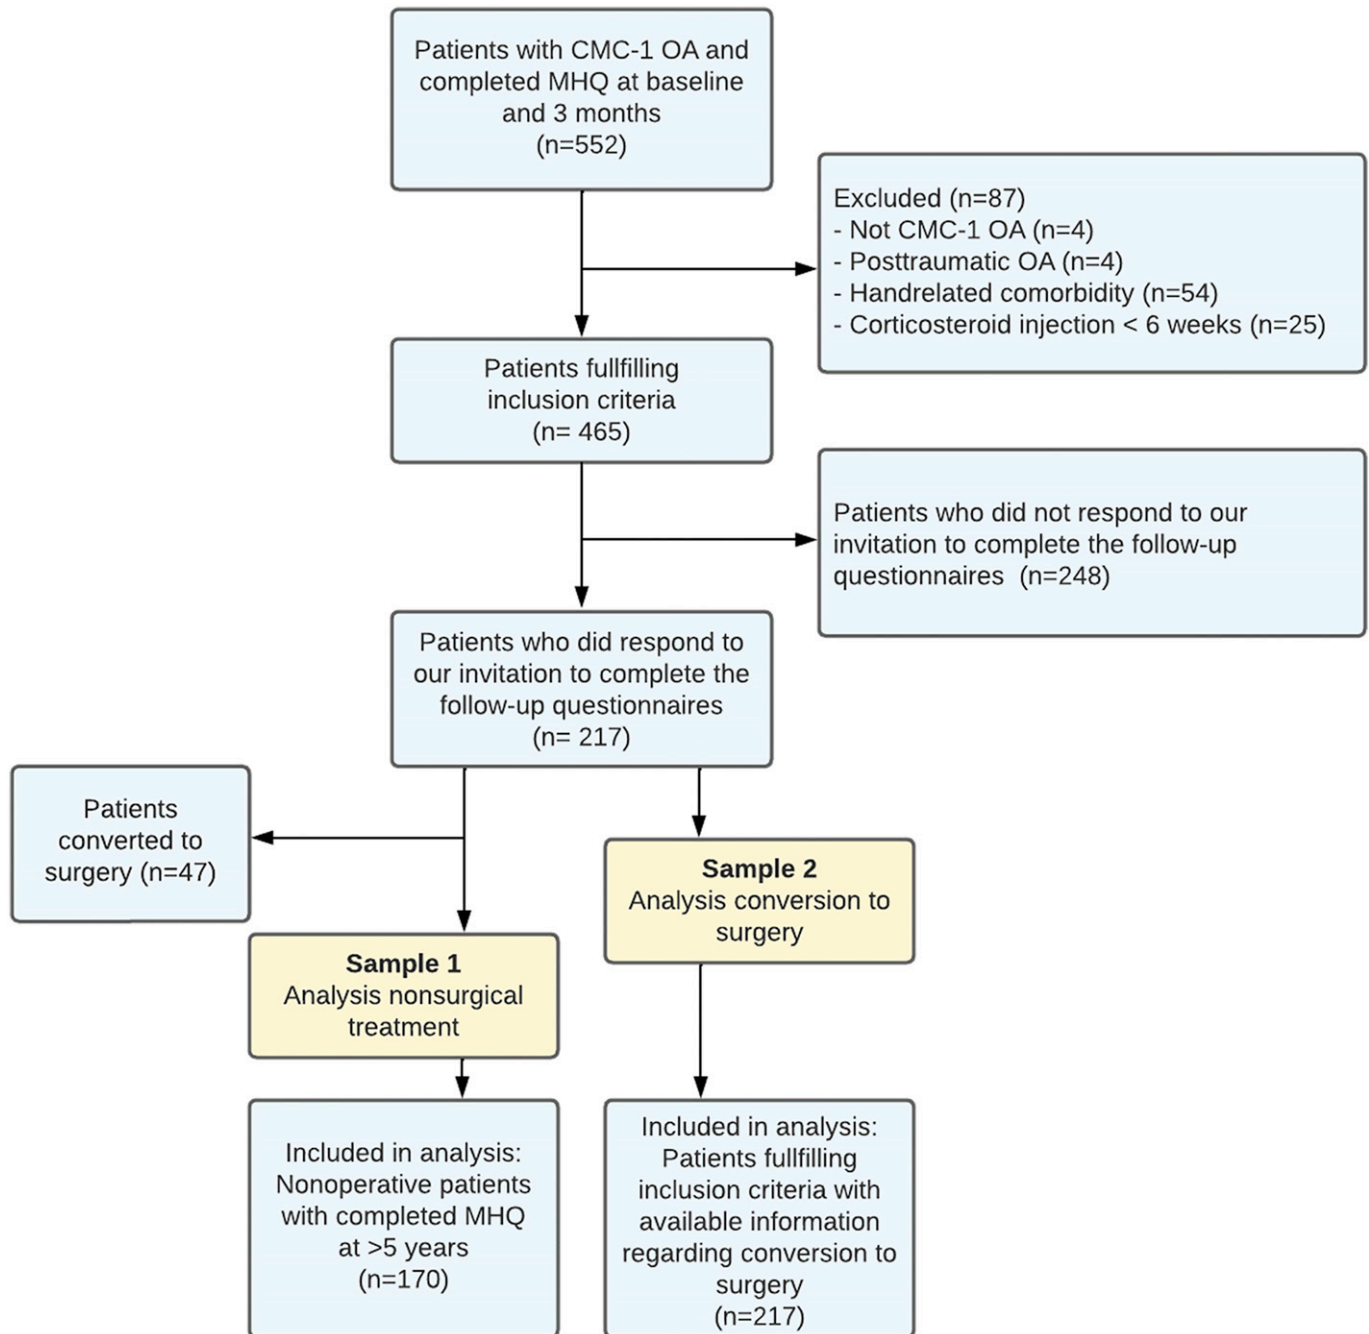 Patients with CMC-1 OA and
completed MHQ at baseline
and 3 months
(n=552)
Excluded (n=87)
- Not CMC-1 OA (n=4)
- Posttraumatic OA (n=4)
- Handrelated comorbidity (n=54)
- Corticosteroid injection < 6 weeks (n=25)
Patients fullfilling
inclusion criteria
(n= 465)
Patients who did not respond to our
invitation to complete the follow-up
questionnaires (n=248)
Patients who did respond to
our invitation to complete the
follow-up questionnaires
(n= 217)
Patients
converted to
surgery (n=47)
Sample 2
Analysis conversion to
surgery
Sample 1
Analysis nonsurgical
treatment
Included in analysis:
Nonoperative patients
with completed MHQ
at >5 years
(n=170)
Included in analysis:
Patients fullfilling
inclusion criteria with
available information
regarding conversion to
surgery
(n=217)